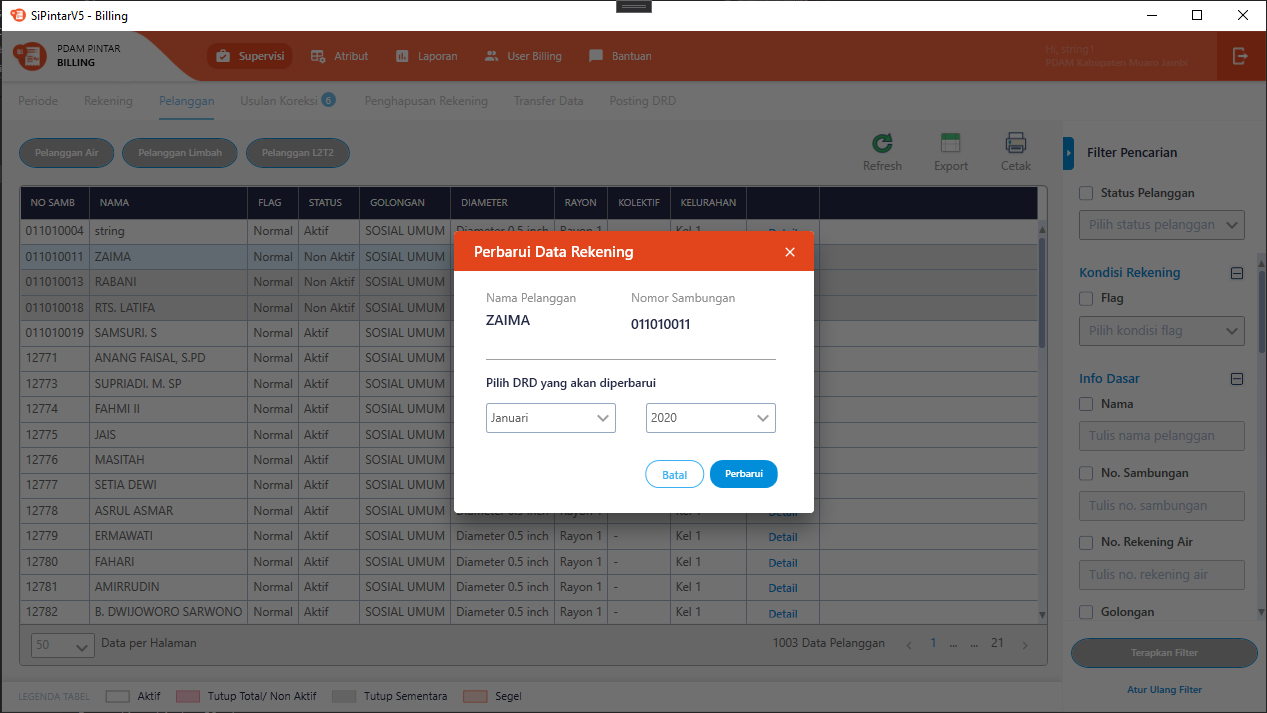 SiPintarV5 - Billing
PDAM PINTAR
BILLING
Supervisi Atribut Laporan User Billing Bantuan
Hi, string1
PDAM Kabupaten Muaro Jambi
Periode Rekening Pelanggan Usulan Koreksi 6 Penghapusan Rekening Transfer Data Posting DRD
Pelanggan Air Pelanggan Limbah Pelanggan L2T2
Refresh Export Cetak
NO SAMB NAMA FLAG STATUS GOLONGAN DIAMETER RAYON KOLEKTIF KELURAHAN
011010004 string Normal Aktif SOSIAL UMUM Diameter 0.5 inch Rayon 1 Kel 1 Detail
011010011 ZAIMA Normal Non Aktif SOSIAL UMUM
011010013 RABANI Normal Non Aktif SOSIAL UMUM
011010018 RTS. LATIFA Normal Non Aktif SOSIAL UMUM
011010019 SAMSURI. S Normal Aktif SOSIAL UMUM
12771 ANANG FAISAL, S.PD Normal Aktif SOSIAL UMUM
12773 SUPRIADI. M. SP Normal Aktif SOSIAL UMUM
12774 FAHMI II Normal Aktif SOSIAL UMUM
12775 JAIS Normal Aktif SOSIAL UMUM
12776 MASITAH Normal Aktif SOSIAL UMUM
12777 SETIA DEWI Normal Aktif SOSIAL UMUM
12778 ASRUL ASMAR Normal Aktif SOSIAL UMUM Diameter 0.5 inch Rayon 1 - Kel 1 Detail
12779 ERMAWATI Normal Aktif SOSIAL UMUM Diameter 0.5 inch Rayon 1 - Kel 1 Detail
12780 FAHARI Normal Aktif SOSIAL UMUM Diameter 0.5 inch Rayon 1 - Kel 1 Detail
12781 AMIRRUDIN Normal Aktif SOSIAL UMUM Diameter 0.5 inch Rayon 1 - Kel 1 Detail
12782 B. DWIJOWORO SARWONO Normal Aktif SOSIAL UMUM Diameter 0.5 inch Rayon 1 - Kel 1 Detail
50 Data per Halaman
1003 Data Pelanggan 1 ... ... 21
LEGENDA TABEL Aktif Tutup Total/ Non Aktif Tutup Sementara Segel
Perbarui Data Rekening
Nama Pelanggan Nomor Sambungan
ZAIMA 011010011
Pilih DRD yang akan diperbarui
Januari 2020
Batal Perbarui
Filter Pencarian
Status Pelanggan
Pilih status pelanggan
Kondisi Rekening
Flag
Pilih kondisi flag
Info Dasar
Nama
Tulis nama pelanggan
No. Sambungan
Tulis no. sambungan
No. Rekening Air
Tulis no. rekening air
Golongan
Terapkan Filter
Atur Ulang Filter